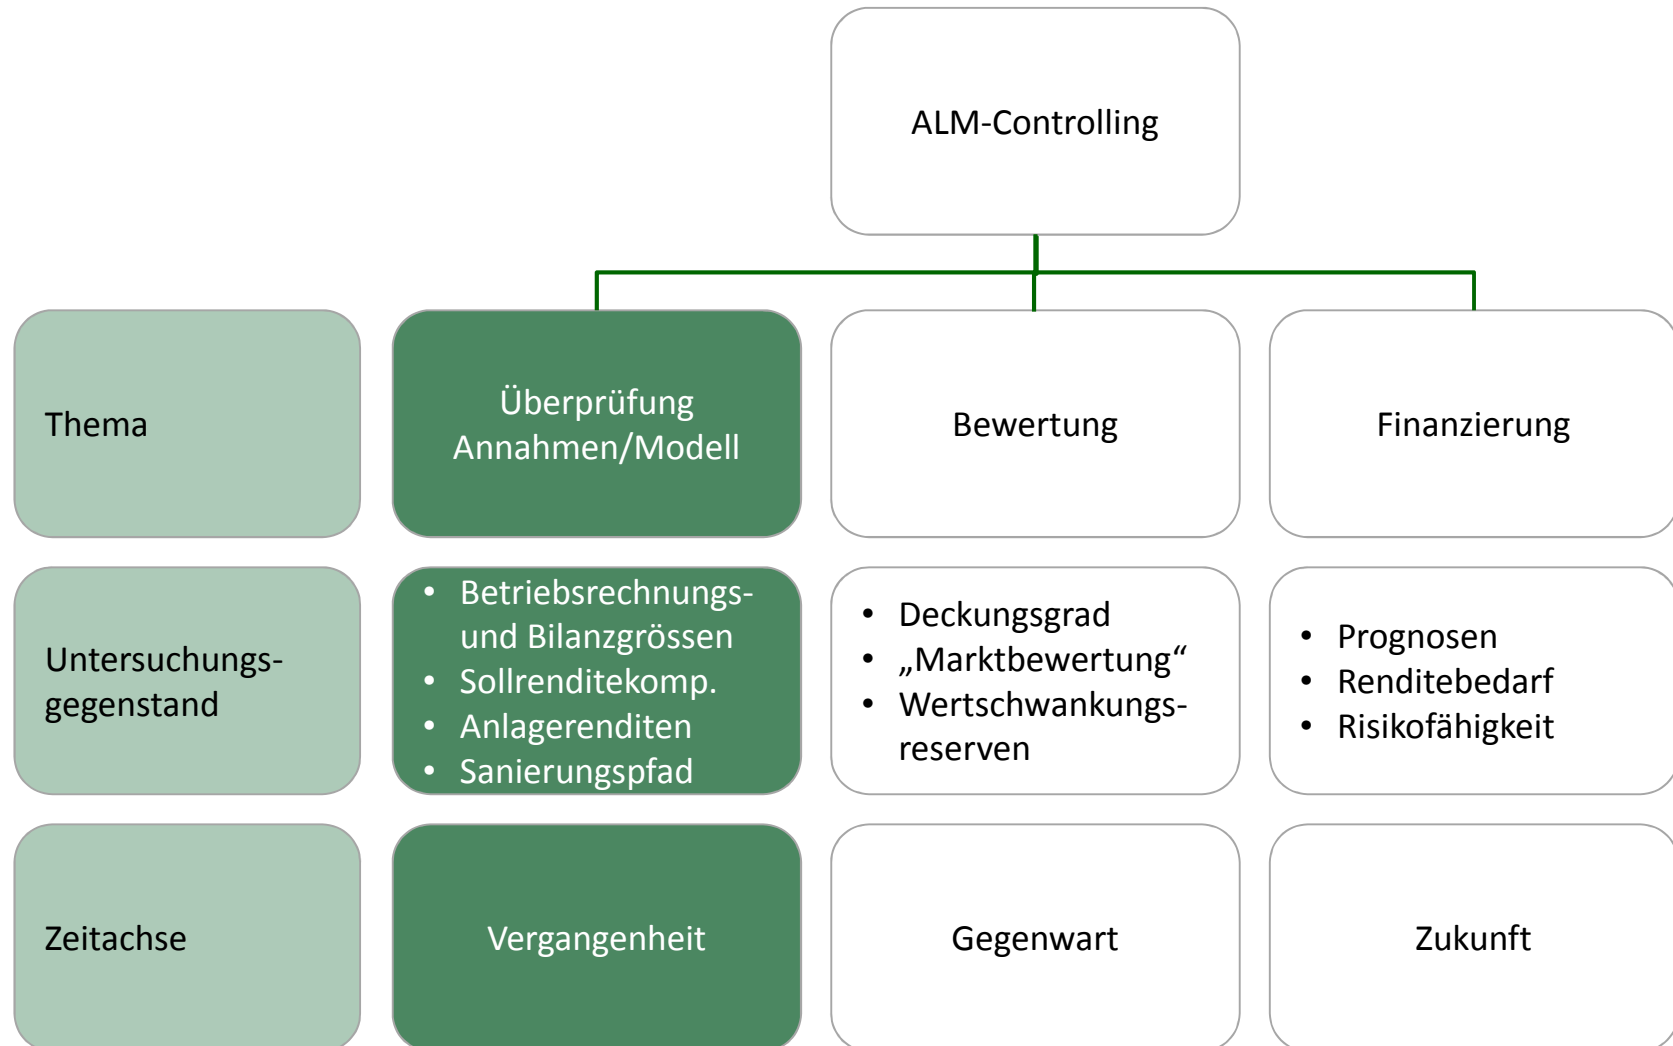 ALM-Controlling
Thema
Überprüfung
Annahmen/Modell
Bewertung
Finanzierung
Untersuchungs-
gegenstand
• Betriebsrechnungs-
und Bilanzgrössen
• Sollrenditekomp.
• Anlagerenditen
• Sanierungspfad
• Deckungsgrad
• „Marktbewertung“
• Wertschwankungs-
reserven
• Prognosen
• Renditebedarf
• Risikofähigkeit
Zeitachse
Vergangenheit
Gegenwart
Zukunft